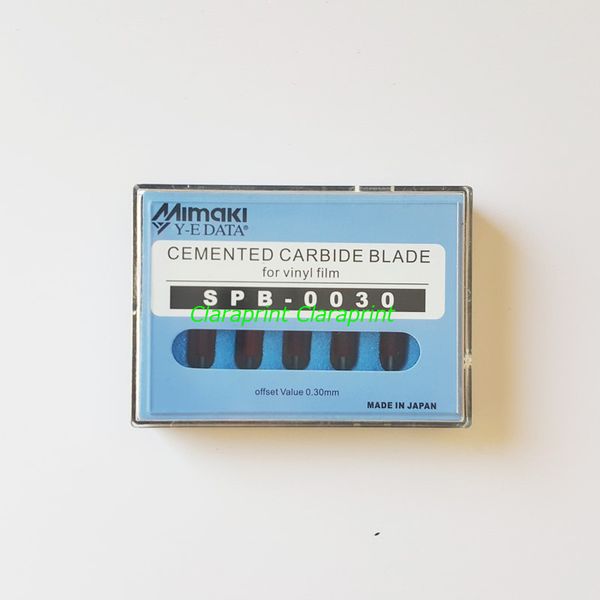 Mimaki
Y-E DATA®
CEMENTED CARBIDE BLADE
for vinyl film
SPB-0030
Claraprint Claraprint
offset Value 0.30mm
MADE IN JAPAN